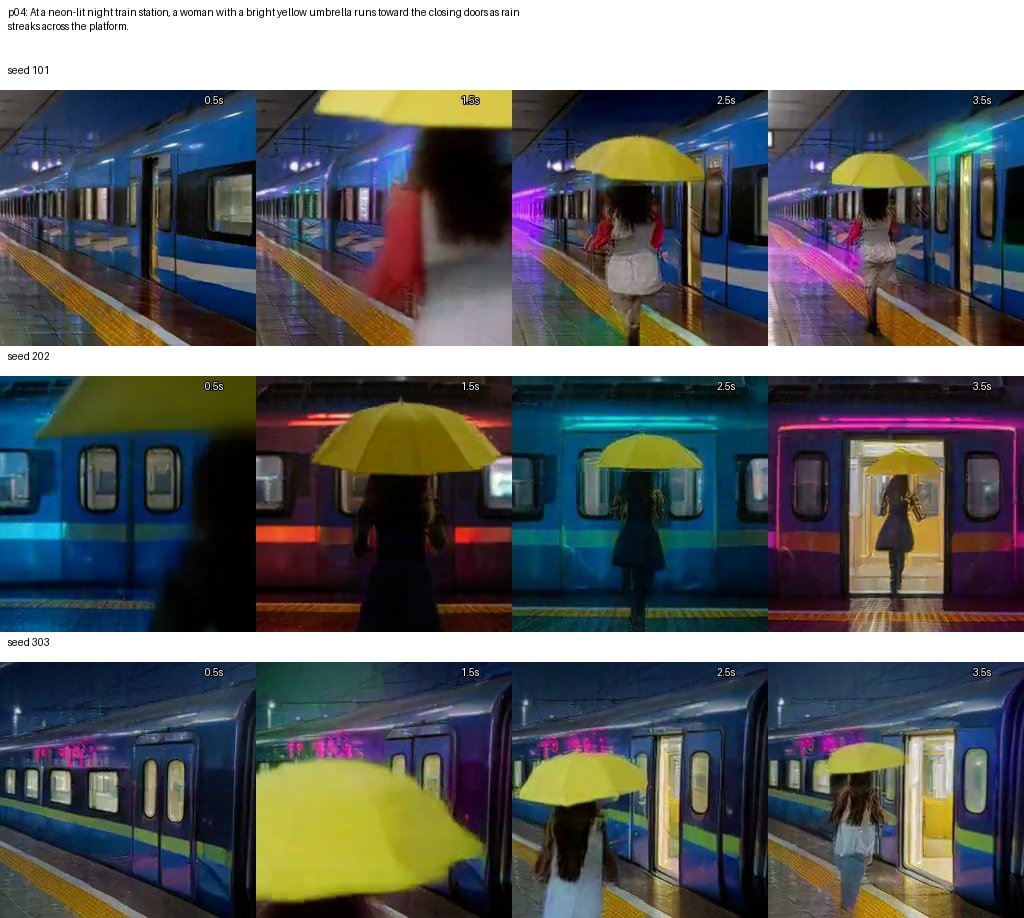 p04: At a neon-lit night train station, a woman with a bright yellow umbrella runs toward the closing doors as rain
streaks across the platform.
seed 101
0.5s
1.5s
2.5s
3.5s
seed 202
0.5s
1.5s
2.5s
3.5s
seed 303
0.5s
1.5s
2.5s
3.5s